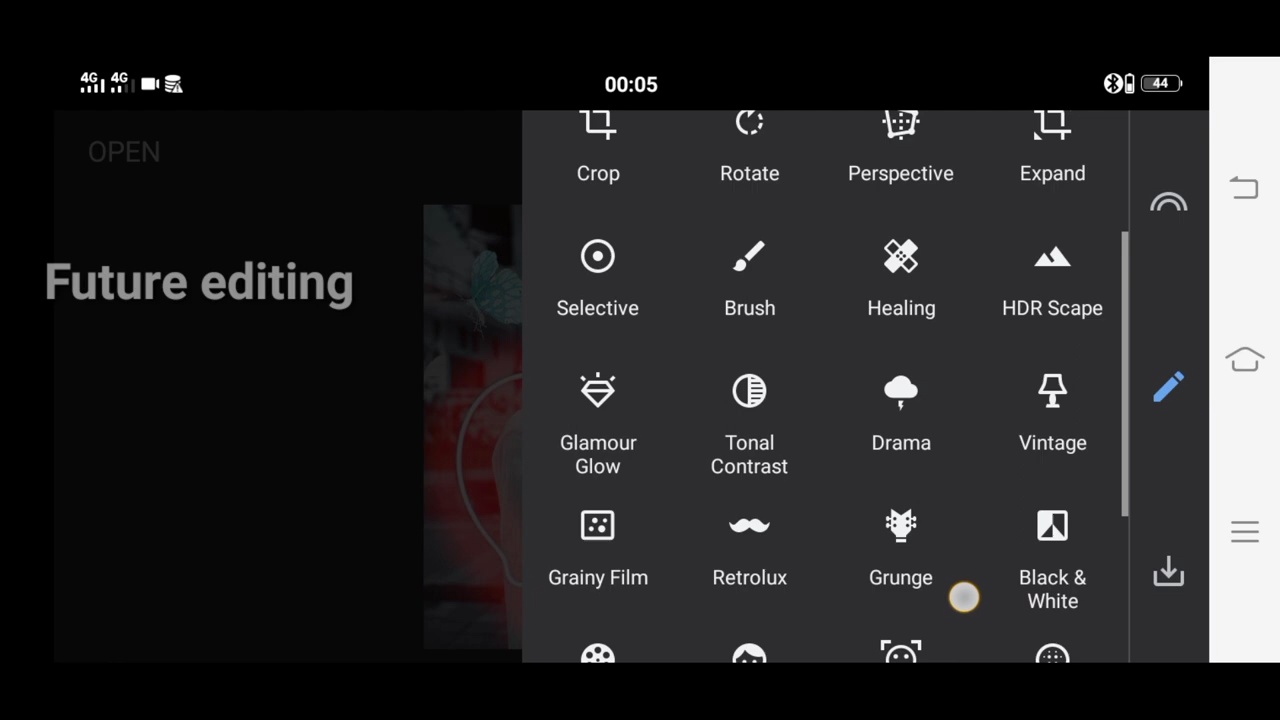 4G 4G 00:05 44
OPEN
Future editing
Crop Rotate Perspective Expand
Selective Brush Healing HDR Scape
Glamour Glow Tonal Contrast Drama Vintage
Grainy Film Retrolux Grunge Black & White